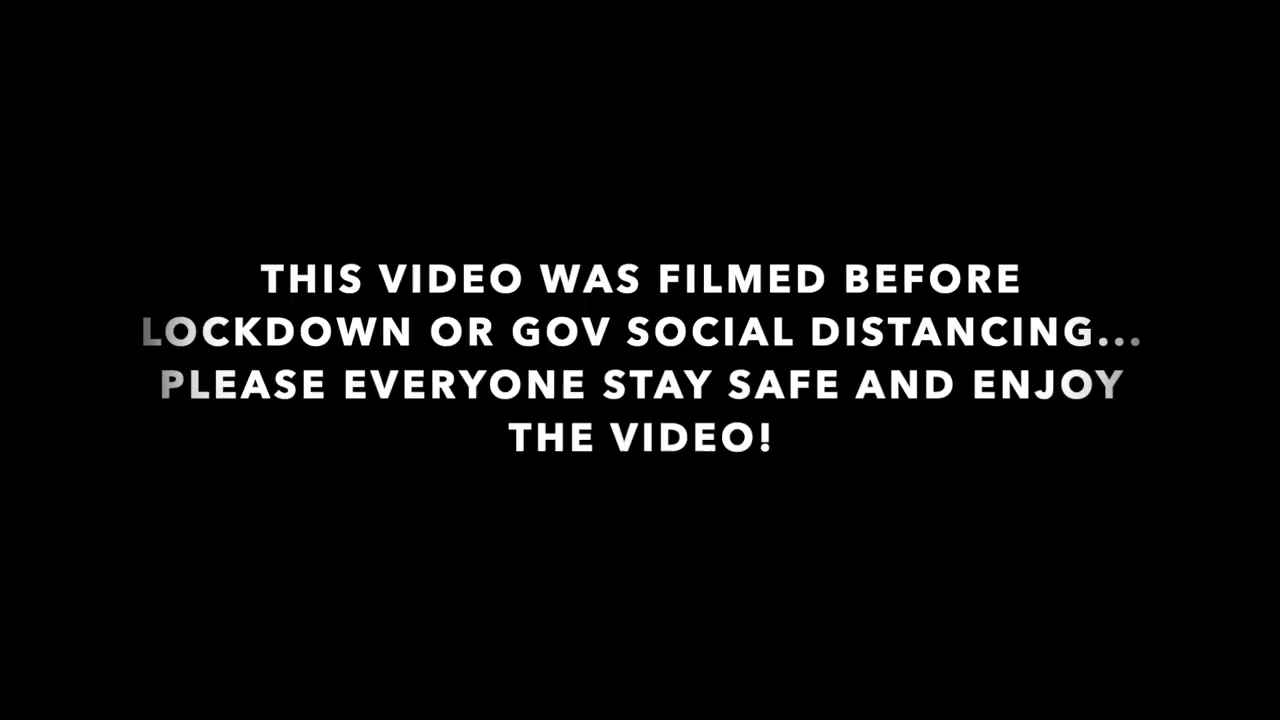 THIS VIDEO WAS FILMED BEFORE
LOCKDOWN OR GOV SOCIAL DISTANCING...
PLEASE EVERYONE STAY SAFE AND ENJOY
THE VIDEO!